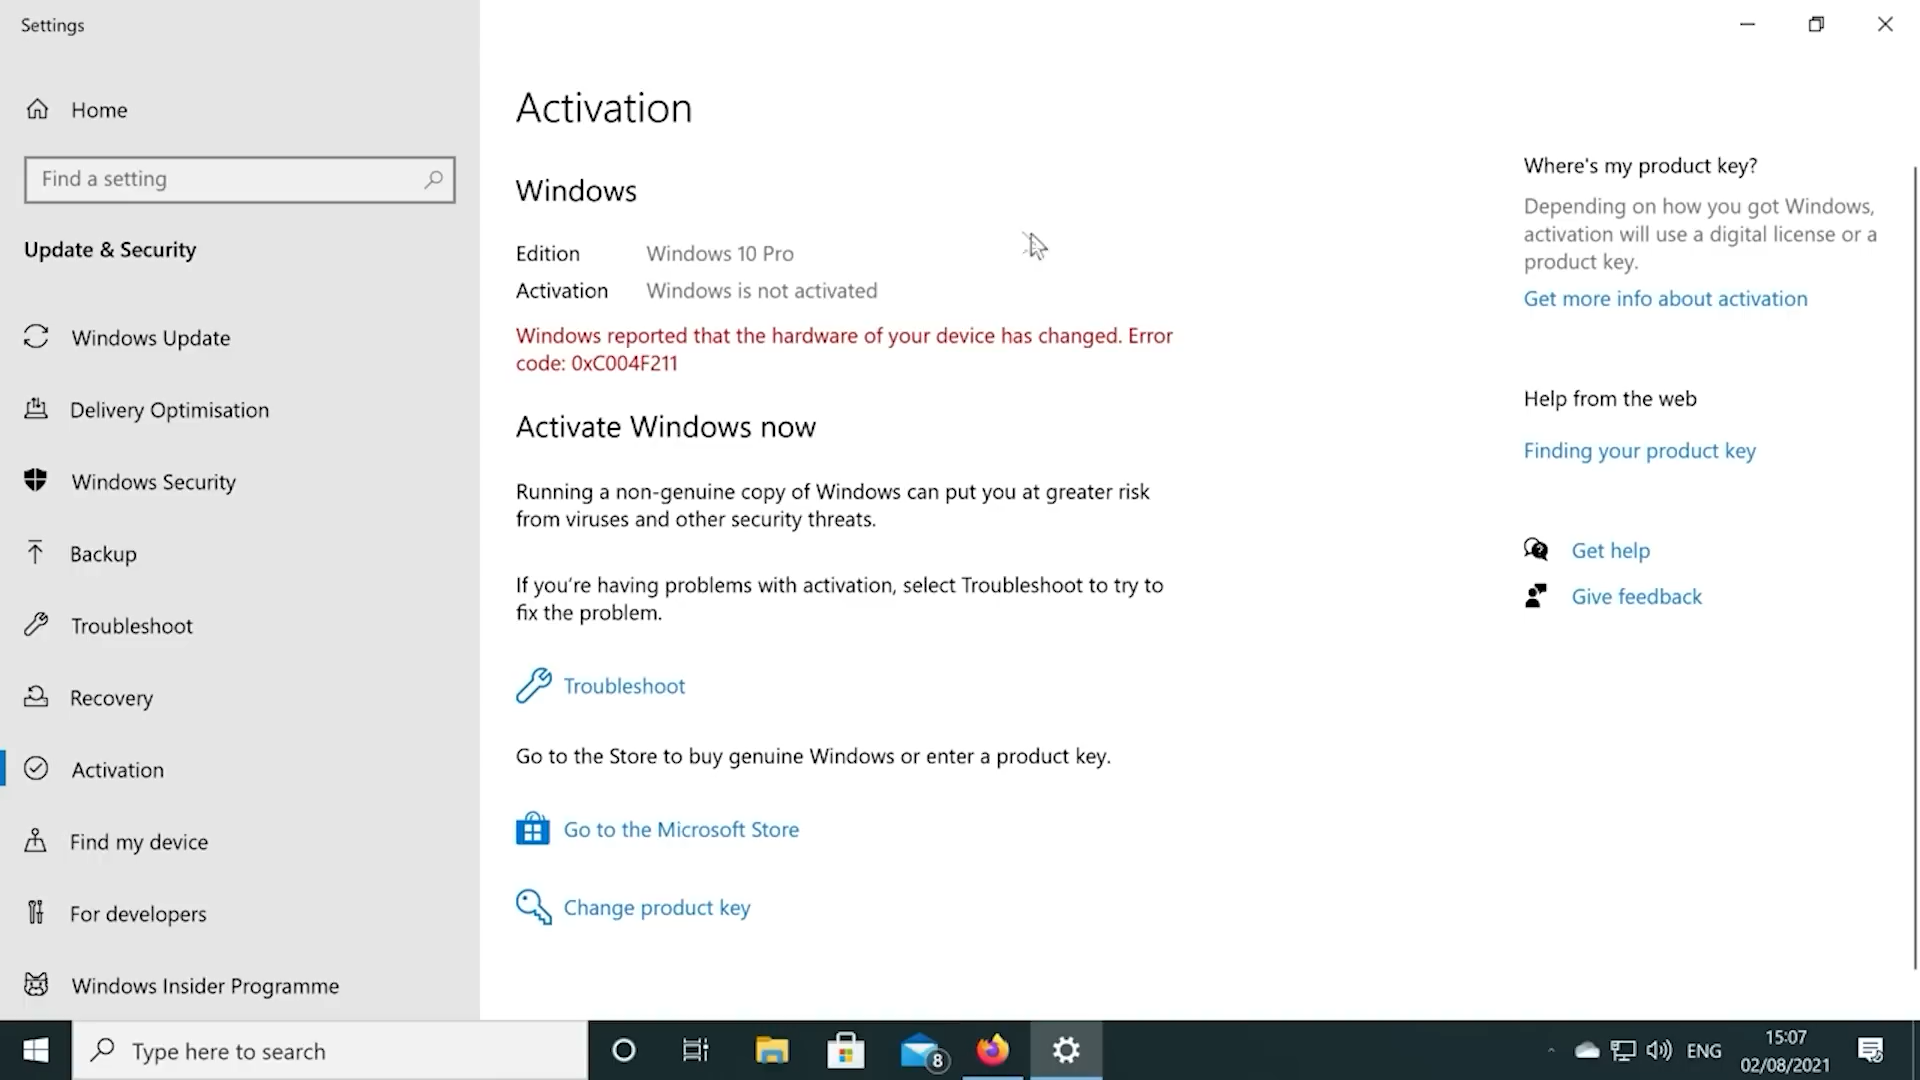 Settings
Home
Find a setting
Update & Security
Windows Update
Delivery Optimisation
Windows Security
Backup
Troubleshoot
Recovery
Activation
Find my device
For developers
Windows Insider Programme
Activation
Windows
Edition Windows 10 Pro
Activation Windows is not activated
Windows reported that the hardware of your device has changed. Error
code: 0xC004F211
Activate Windows now
Running a non-genuine copy of Windows can put you at greater risk
from viruses and other security threats.
If you're having problems with activation, select Troubleshoot to try to
fix the problem.
Troubleshoot
Go to the Store to buy genuine Windows or enter a product key.
Go to the Microsoft Store
Change product key
Where's my product key?
Depending on how you got Windows,
activation will use a digital license or a
product key.
Get more info about activation
Help from the web
Finding your product key
Get help
Give feedback
Type here to search
8
ENG
15:07
02/08/2021